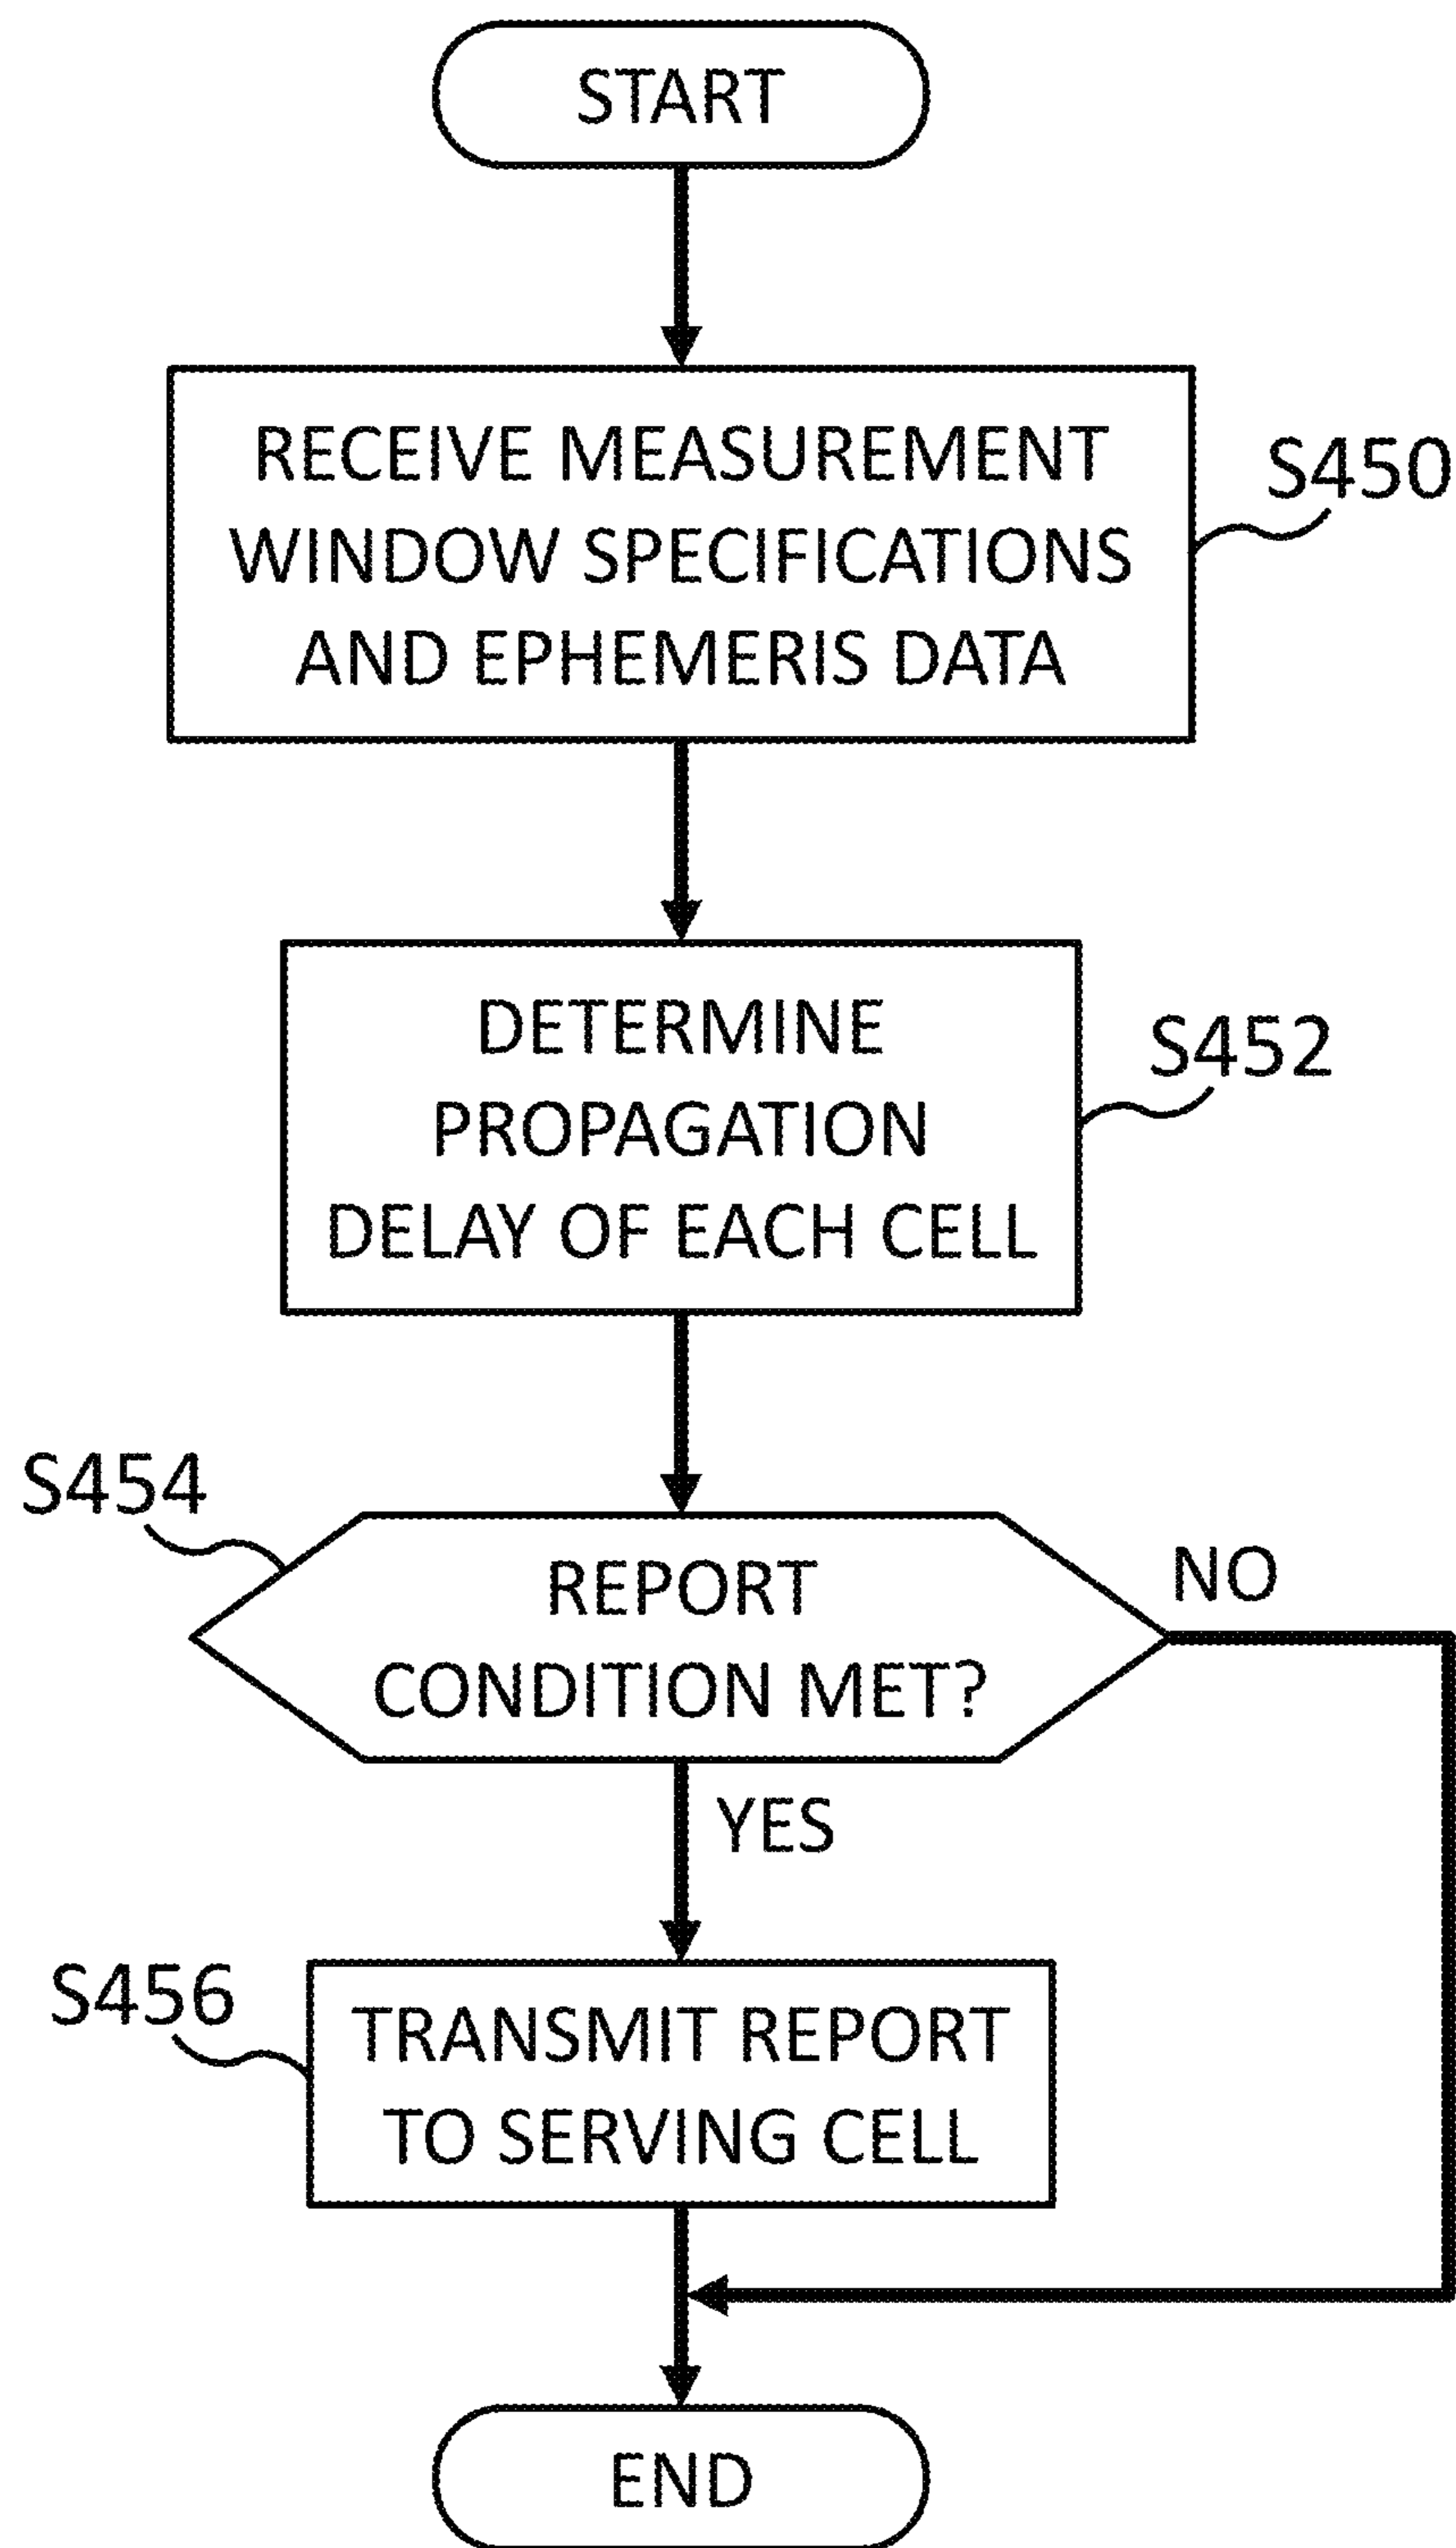 START
RECEIVE MEASUREMENT
WINDOW SPECIFICATIONS
AND EPHEMERIS DATA
S450
DETERMINE
PROPAGATION
DELAY OF EACH CELL
S452
S454
REPORT
CONDITION MET?
NO
YES
S456
TRANSMIT REPORT
TO SERVING CELL
END